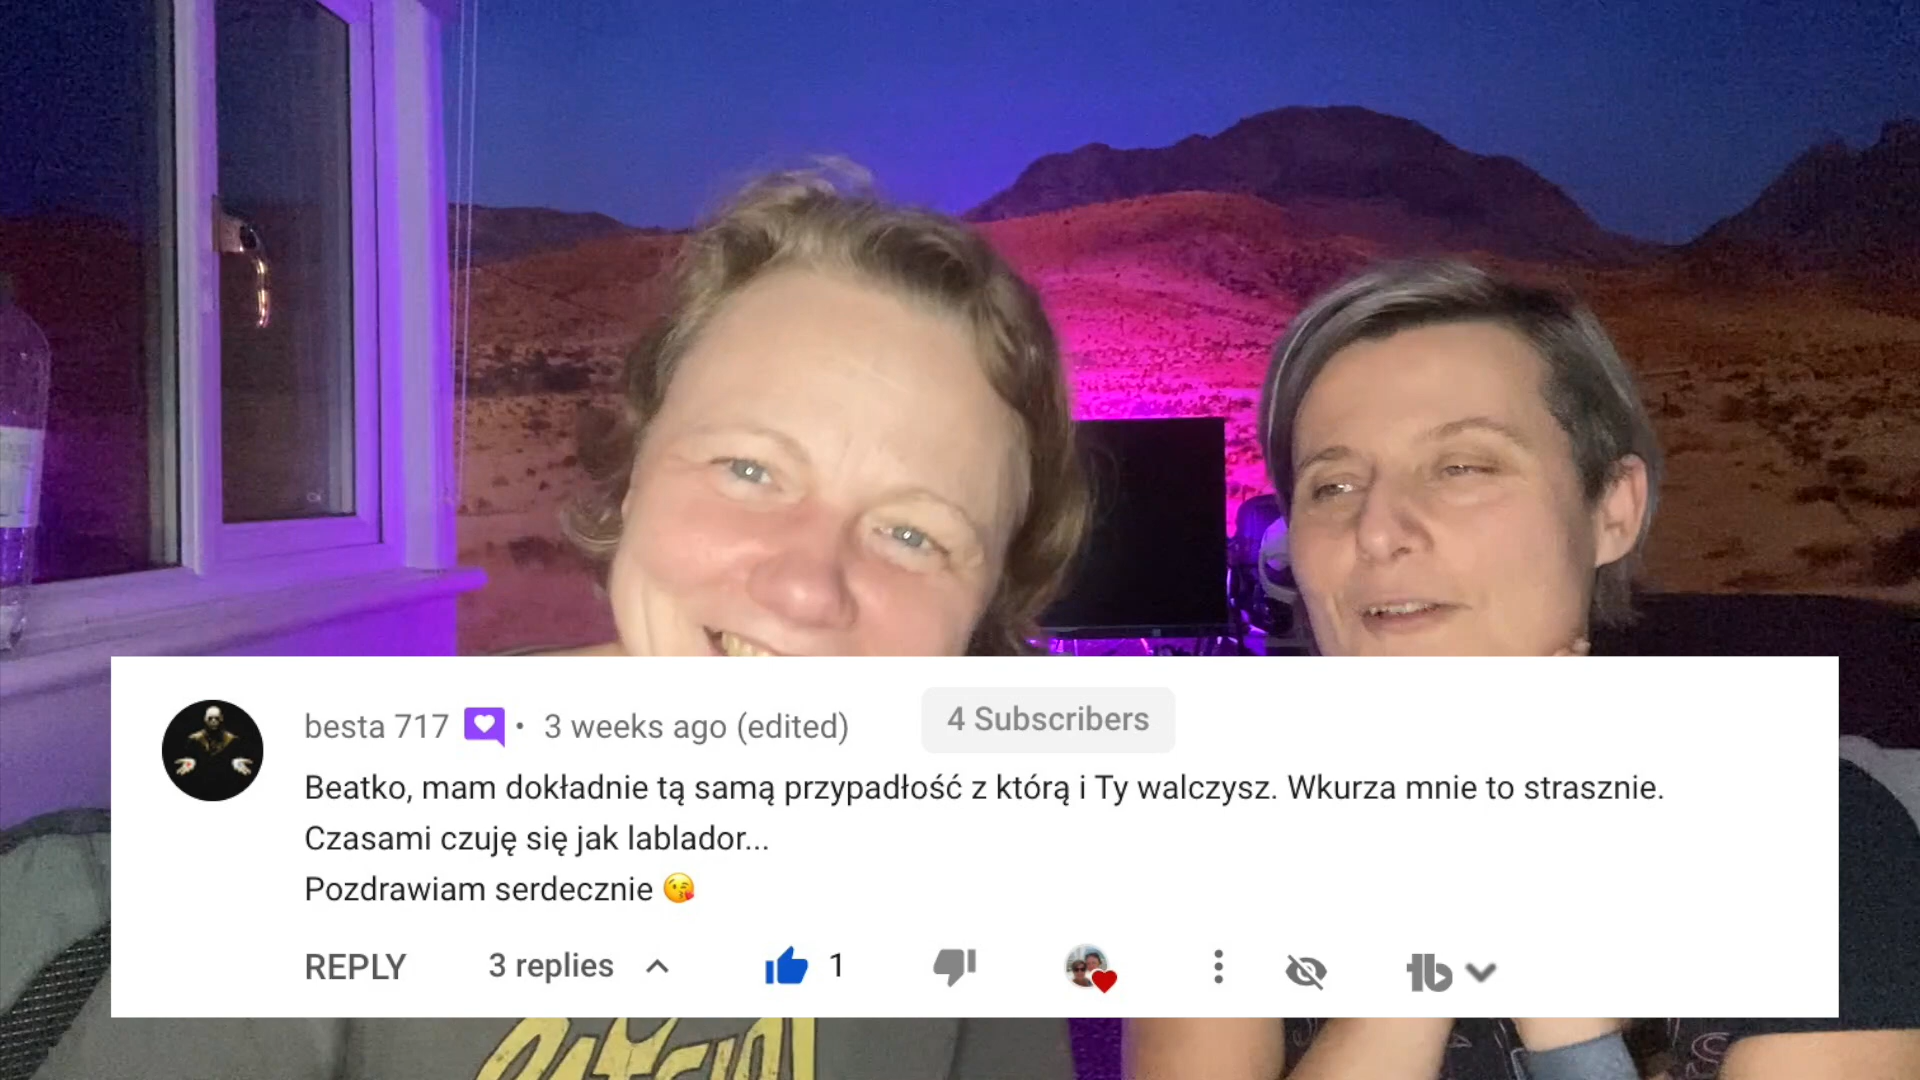 besta 717 • 3 weeks ago (edited) 4 Subscribers
Beatko, mam dokładnie tą samą przypadłość z którą i Ty walczysz. Wkurza mnie to strasznie.
Czasami czuję się jak lablador...
Pozdrawiam serdecznie 😘
REPLY 3 replies 1